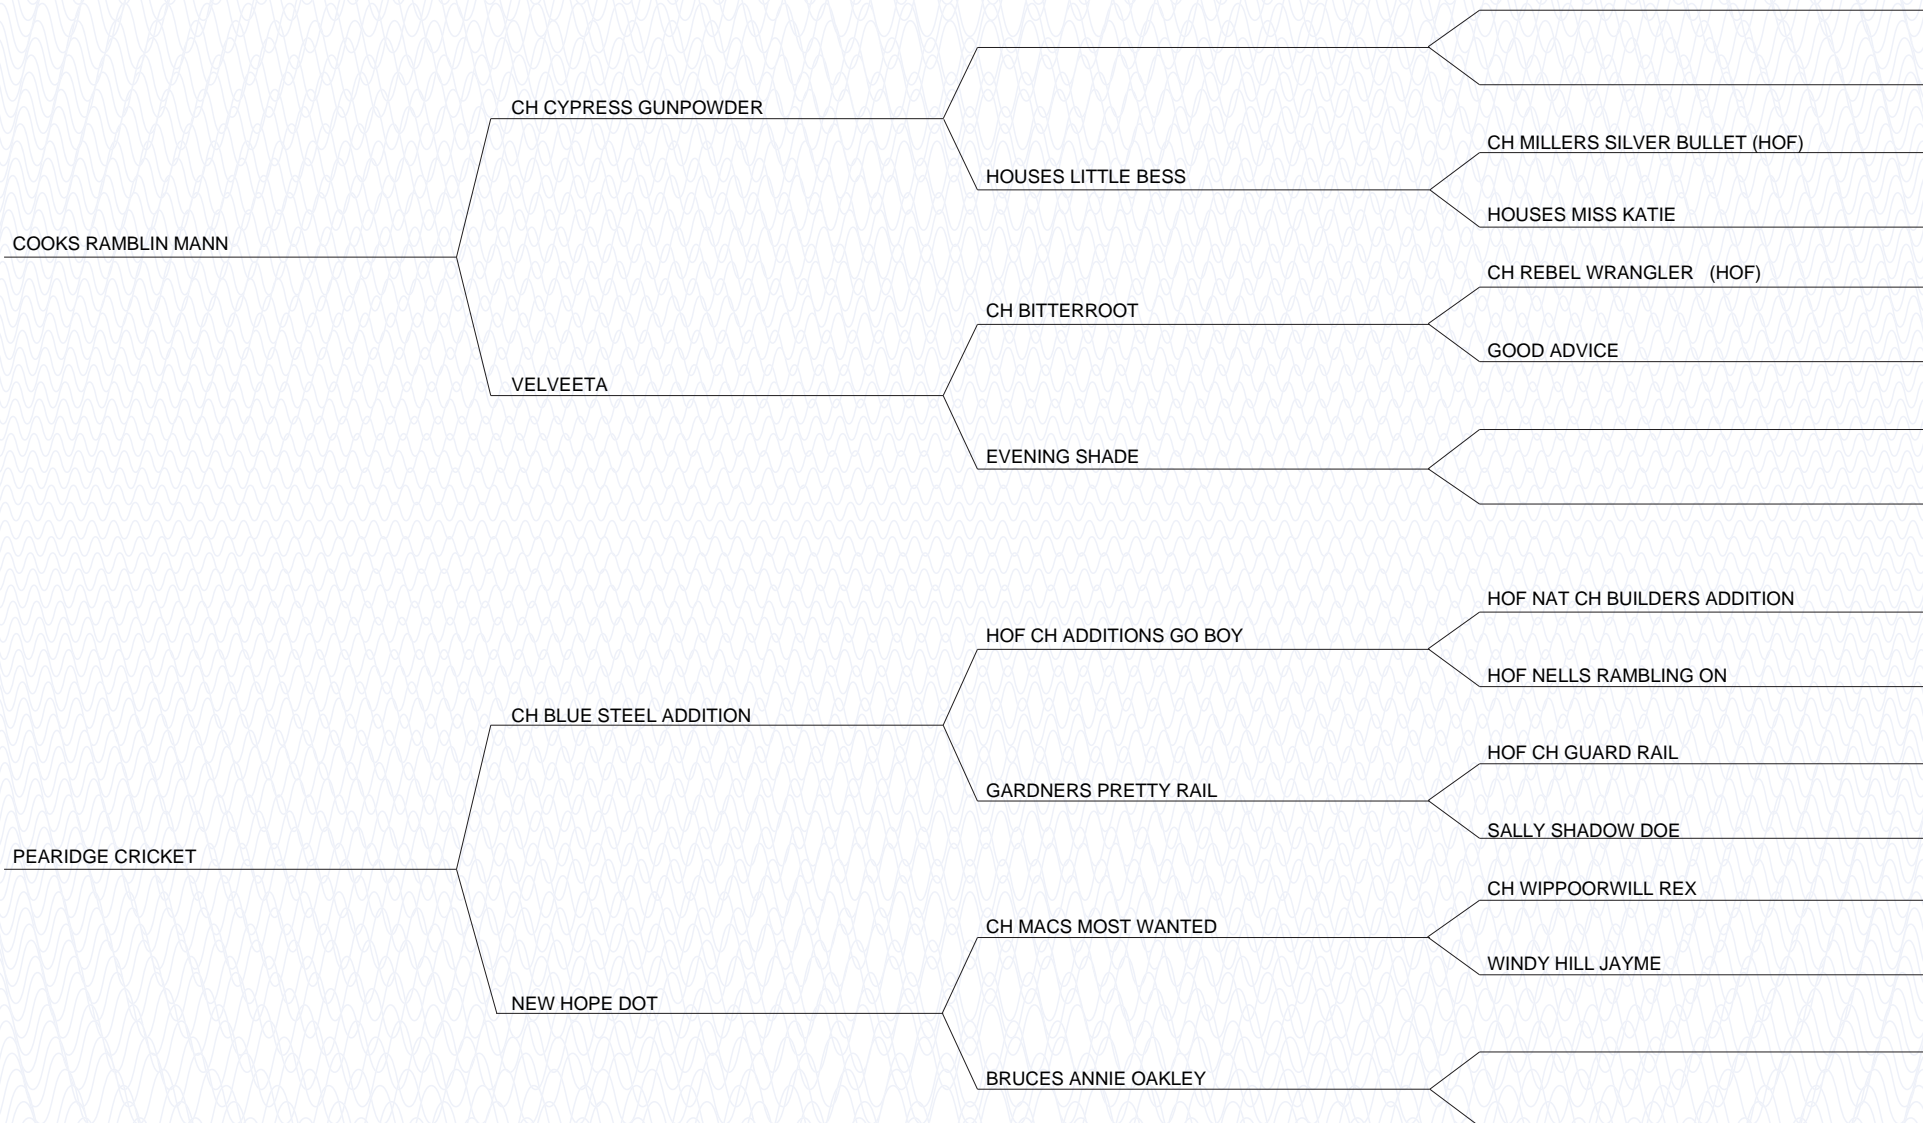 CH CYPRESS GUNPOWDER
CH MILLERS SILVER BULLET (HOF)
HOUSES LITTLE BESS
HOUSES MISS KATIE
COOKS RAMBLIN MANN
CH REBEL WRANGLER (HOF)
CH BITTERROOT
GOOD ADVICE
VELVEETA
EVENING SHADE
HOF NAT CH BUILDERS ADDITION
HOF CH ADDITIONS GO BOY
HOF NELLS RAMBLING ON
CH BLUE STEEL ADDITION
HOF CH GUARD RAIL
GARDNERS PRETTY RAIL
SALLY SHADOW DOE
PEARIDGE CRICKET
CH WIPPOORWILL REX
CH MACS MOST WANTED
WINDY HILL JAYME
NEW HOPE DOT
BRUCES ANNIE OAKLEY